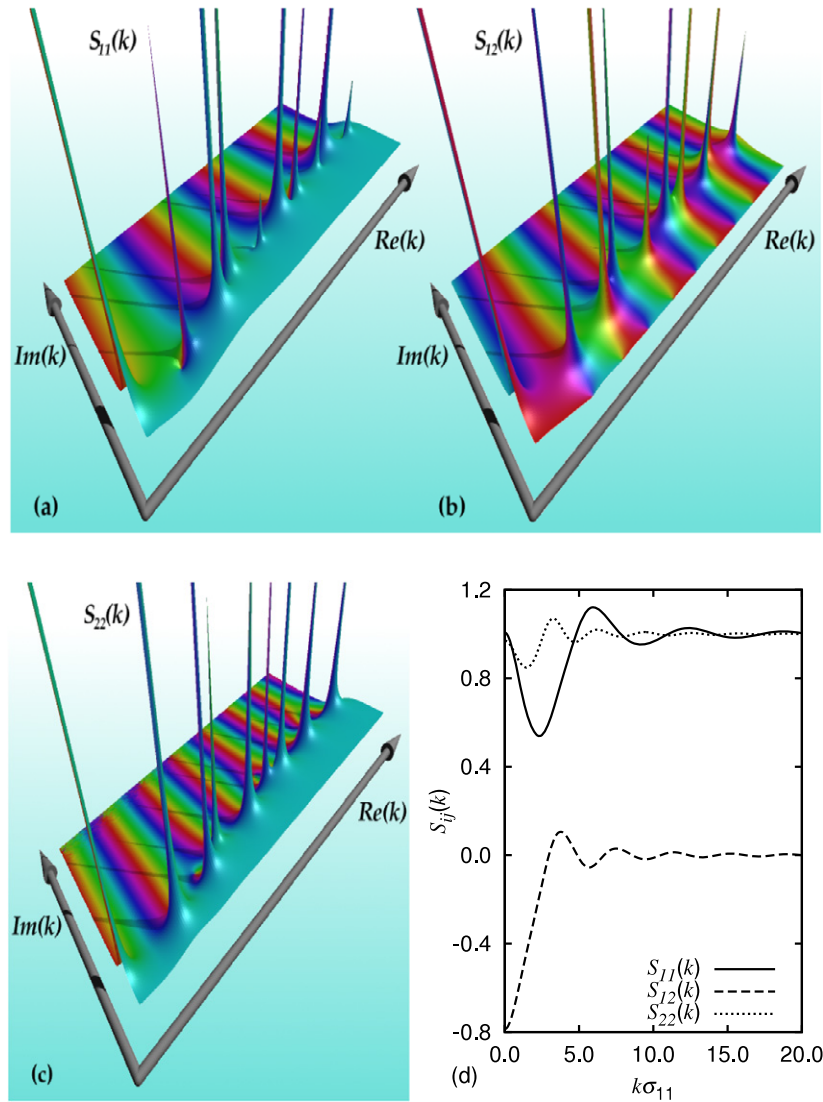 S₁₁(k)
Re(k)
Im(k)
(a)
S₁₂(k)
Re(k)
Im(k)
(b)
S₂₂(k)
Re(k)
Im(k)
(c)
1.2
0.8
0.4
0.0
-0.4
-0.8
Sᵢⱼ(k)
S₁₁(k)
S₁₂(k)
S₂₂(k)
0.0 5.0 10.0 15.0 20.0
(d)
kσ₁₁